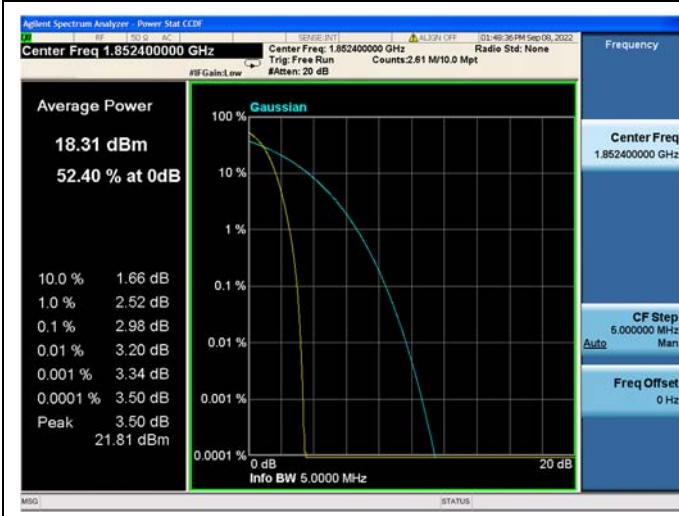 Agilent Spectrum Analyzer - Power Stat CCDF
RF 50 Ω AC SENSE:INT ALIGN OFF 01:48:36 PM Sep 08, 2022
Center Freq 1.852400000 GHz
Center Freq: 1.852400000 GHz Radio Std: None
Trig: Free Run Counts:2.61 M/10.0 Mpt
#IFGain:Low #Atten: 20 dB
Frequency
Average Power
18.31 dBm
52.40 % at 0dB
10.0 % 1.66 dB
1.0 % 2.52 dB
0.1 % 2.98 dB
0.01 % 3.20 dB
0.001 % 3.34 dB
0.0001 % 3.50 dB
Peak 3.50 dB
21.81 dBm
Gaussian
100 %
10 %
1 %
0.1 %
0.01 %
0.001 %
0.0001 %
0 dB 20 dB
Info BW 5.0000 MHz
Center Freq
1.852400000 GHz
CF Step
5.000000 MHz
Auto Man
Freq Offset
0 Hz
MSG STATUS